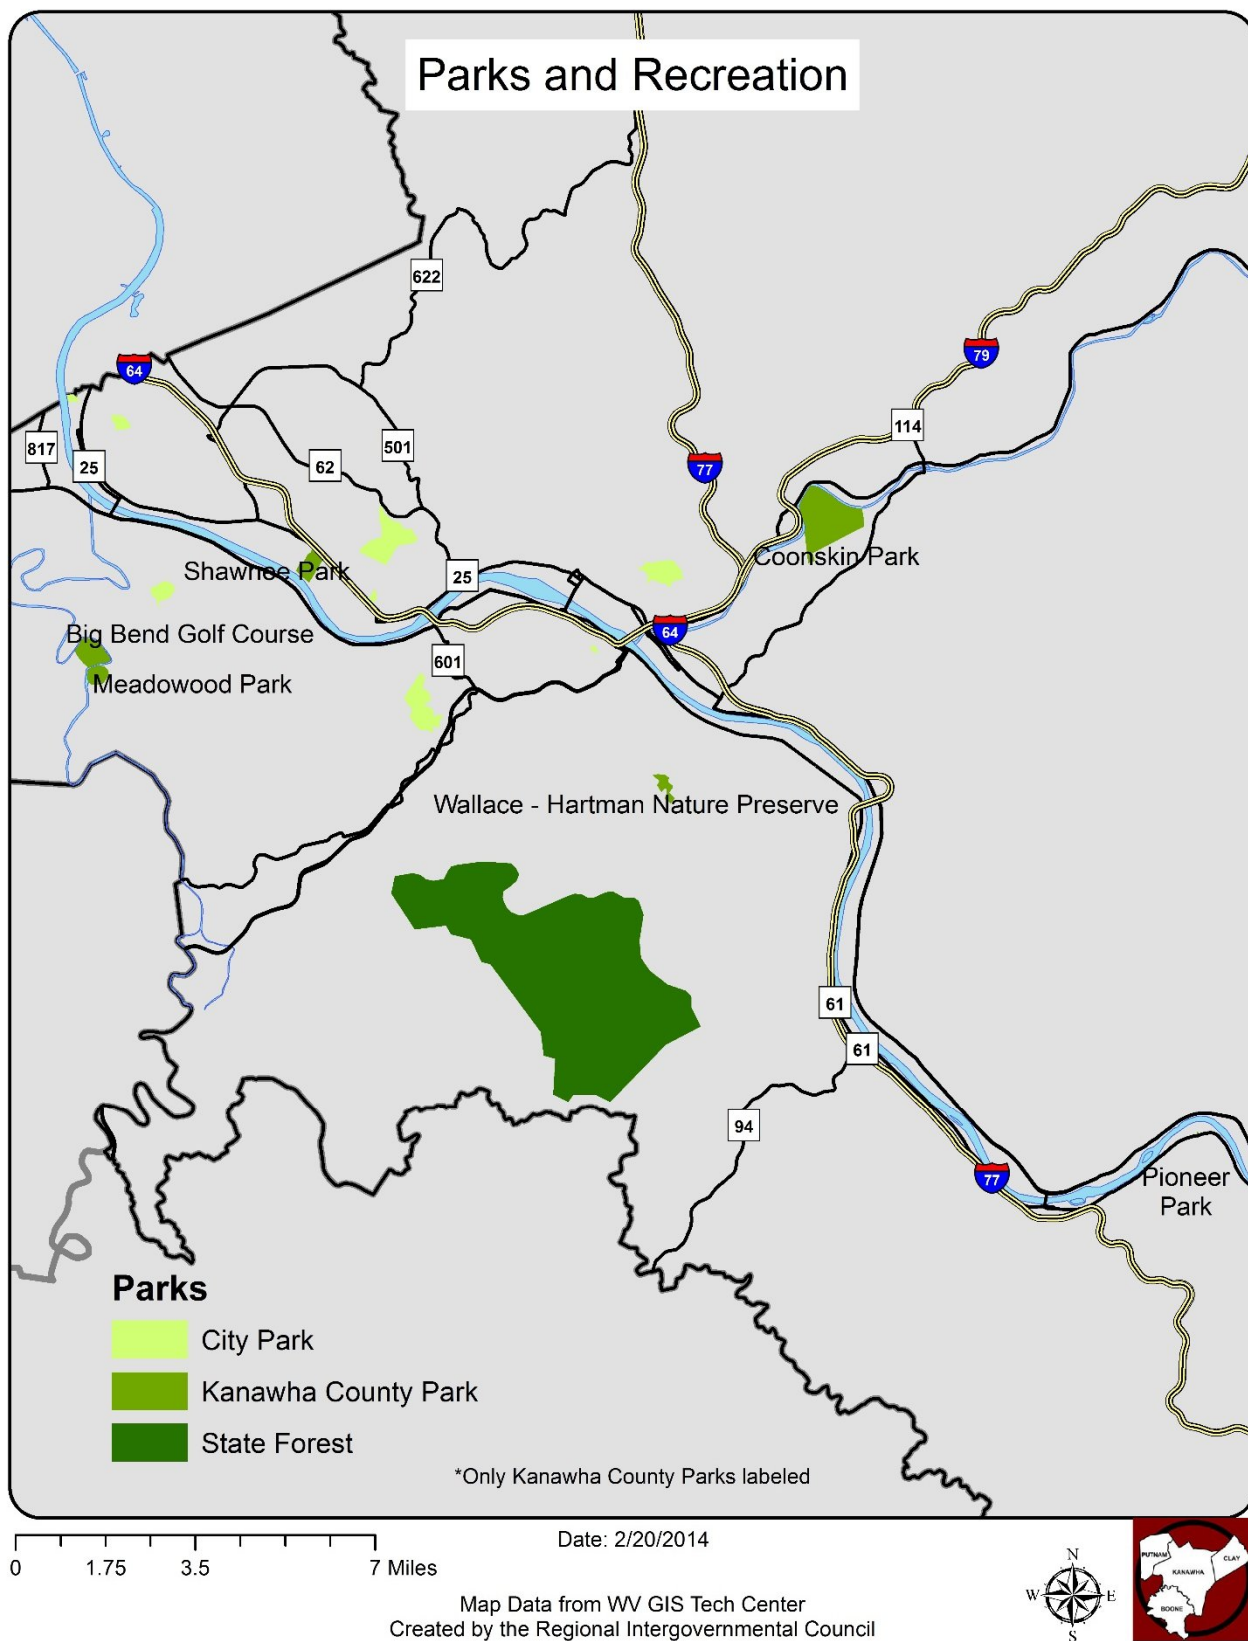 Parks and Recreation
622
64
79
817
25
62
501
77
114
Shawnee Park
25
Coonskin Park
Big Bend Golf Course
64
601
Meadowood Park
Wallace - Hartman Nature Preserve
61
61
94
77
Pioneer
Park
Parks
City Park
Kanawha County Park
State Forest
*Only Kanawha County Parks labeled
0 1.75 3.5 7 Miles
Date: 2/20/2014
Map Data from WV GIS Tech Center
Created by the Regional Intergovernmental Council
N
W E
S
PUTNAM
CLAY
KANAWHA
BOONE